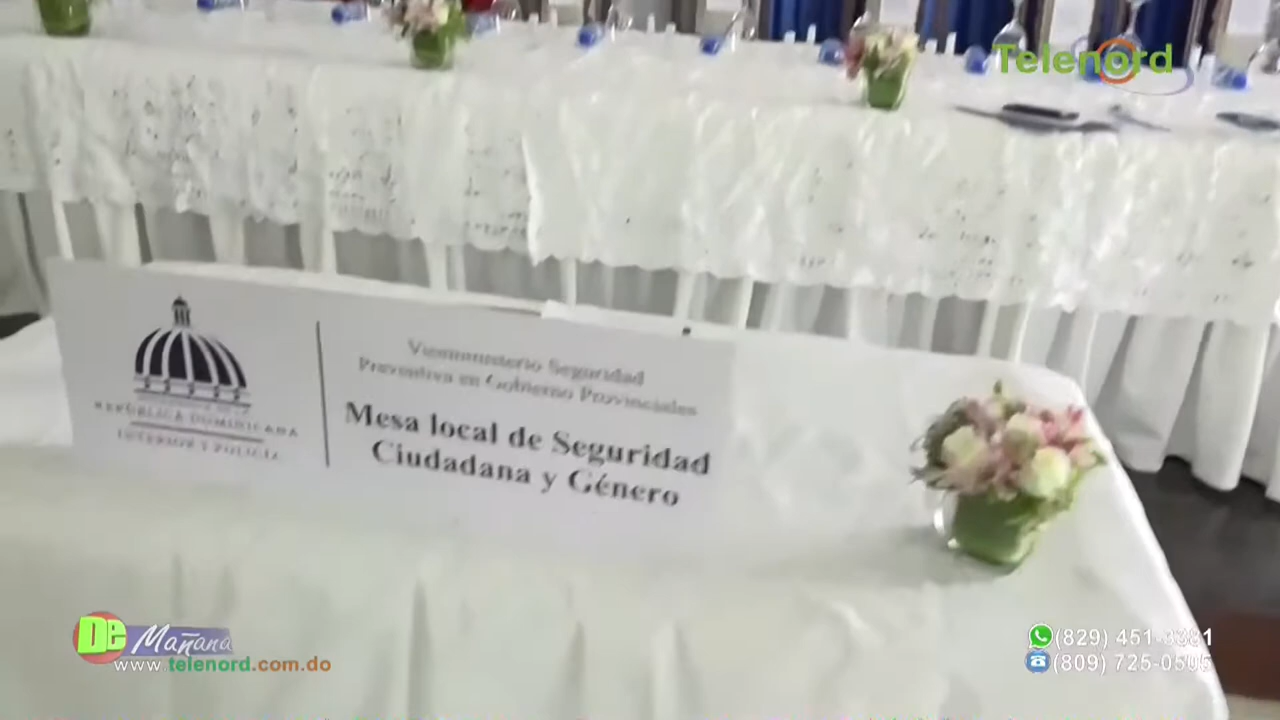 Telenord
Viceministerio Seguridad
Preventiva en Gobierno Provinciales
Mesa local de Seguridad
Ciudadana y Género
REPÚBLICA DOMINICANA
INTERIOR Y POLICÍA
De Mañana
www.telenord.com.do
(829) 451-3381
(809) 725-0505